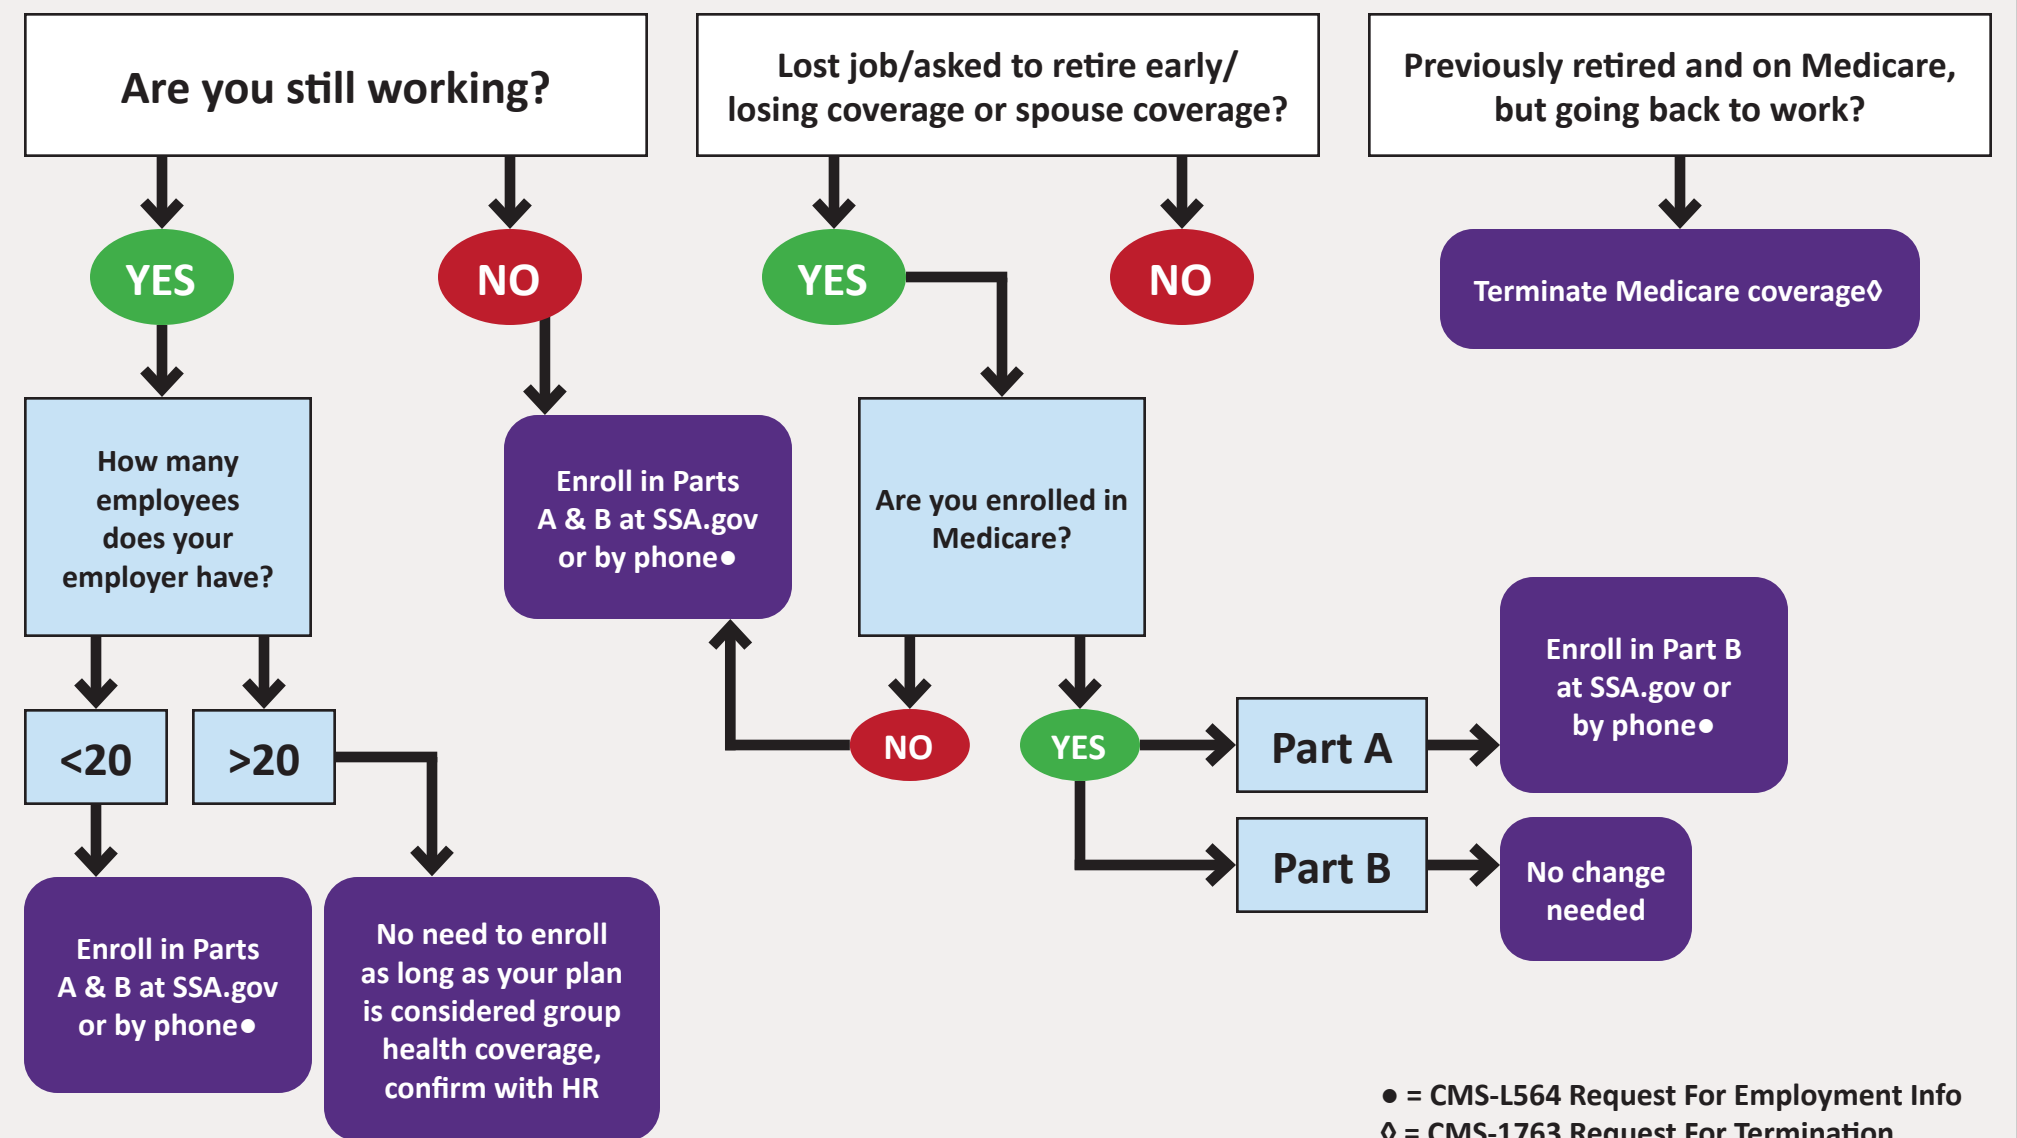 Are you still working?
Lost job/asked to retire early/
losing coverage or spouse coverage?
Previously retired and on Medicare,
but going back to work?
YES
NO
YES
NO
Terminate Medicare coverage◊
How many
employees
does your
employer have?
Enroll in Parts
A & B at SSA.gov
or by phone●
Are you enrolled in
Medicare?
<20
>20
NO
YES
Part A
Enroll in Part B
at SSA.gov or
by phone●
Part B
No change
needed
Enroll in Parts
A & B at SSA.gov
or by phone●
No need to enroll
as long as your plan
is considered group
health coverage,
confirm with HR
● = CMS-L564 Request For Employment Info
◊ = CMS-1763 Request For Termination